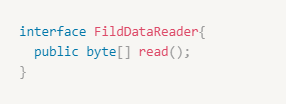 interface FildDataReader{
  public byte[] read();
}